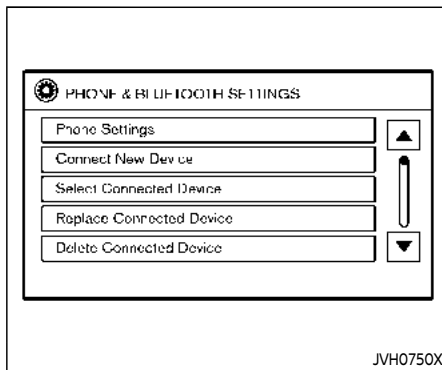 PHONE & BLUETOOTH SETTINGS
Phone Settings
Connect New Device
Select Connected Device
Replace Connected Device
Delete Connected Device
JVH0750X